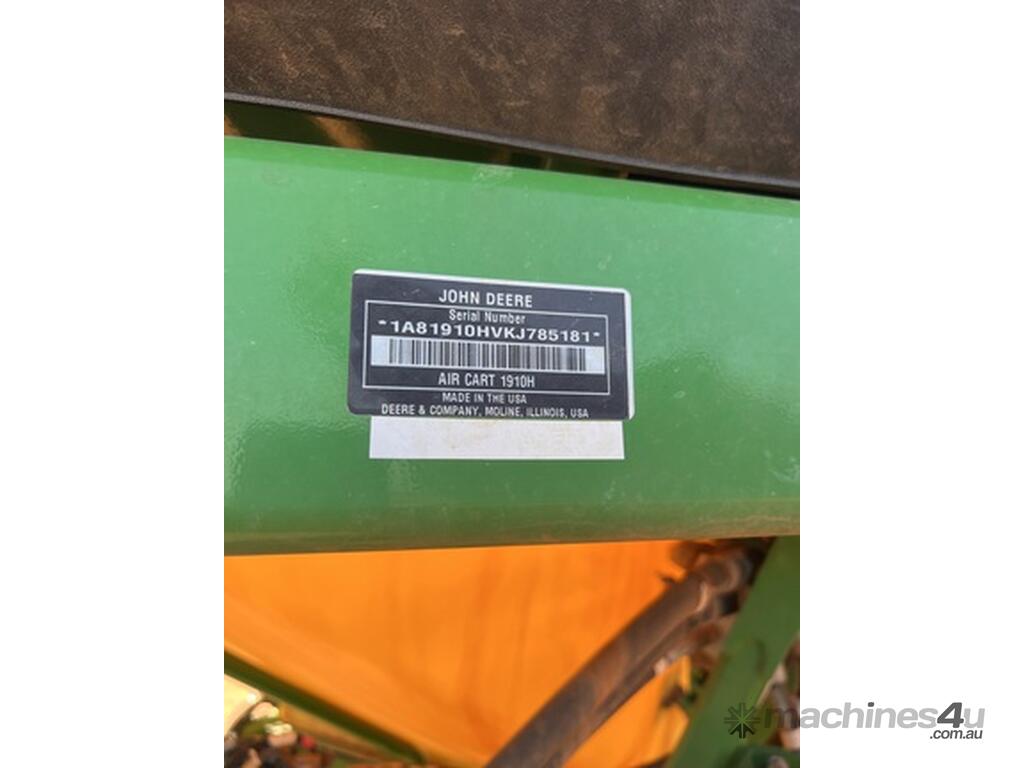 JOHN DEERE
Serial Number
*1A81910HVKJ785181*
AIR CART 1910H
MADE IN THE USA
DEERE & COMPANY, MOLINE, ILLINOIS, USA
machines4u
.com.au